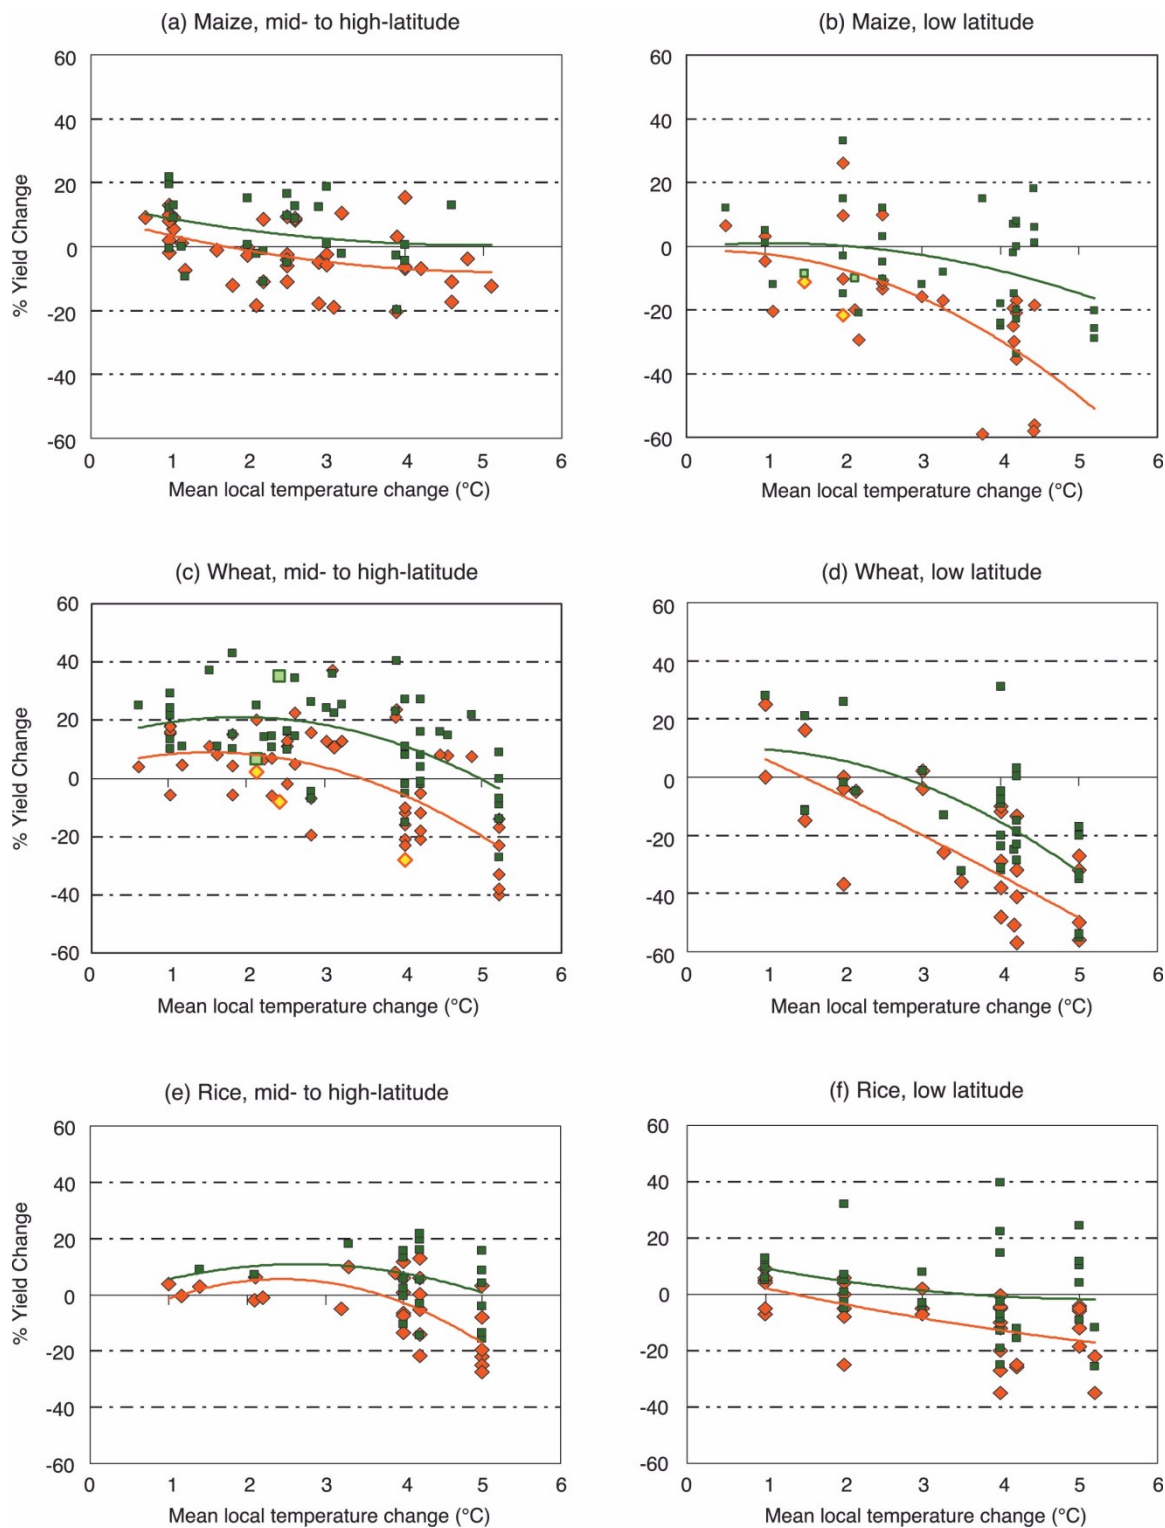 (a) Maize, mid- to high-latitude
60
40
20
0
-20
-40
-60
% Yield Change
0 1 2 3 4 5 6
Mean local temperature change (°C)
(b) Maize, low latitude
60
40
20
0
-20
-40
-60
0 1 2 3 4 5 6
Mean local temperature change (°C)
(c) Wheat, mid- to high-latitude
60
40
20
0
-20
-40
-60
% Yield Change
0 1 2 3 4 5 6
Mean local temperature change (°C)
(d) Wheat, low latitude
60
40
20
0
-20
-40
-60
0 1 2 3 4 5 6
Mean local temperature change (°C)
(e) Rice, mid- to high-latitude
60
40
20
0
-20
-40
-60
% Yield Change
0 1 2 3 4 5 6
Mean local temperature change (°C)
(f) Rice, low latitude
60
40
20
0
-20
-40
-60
0 1 2 3 4 5 6
Mean local temperature change (°C)